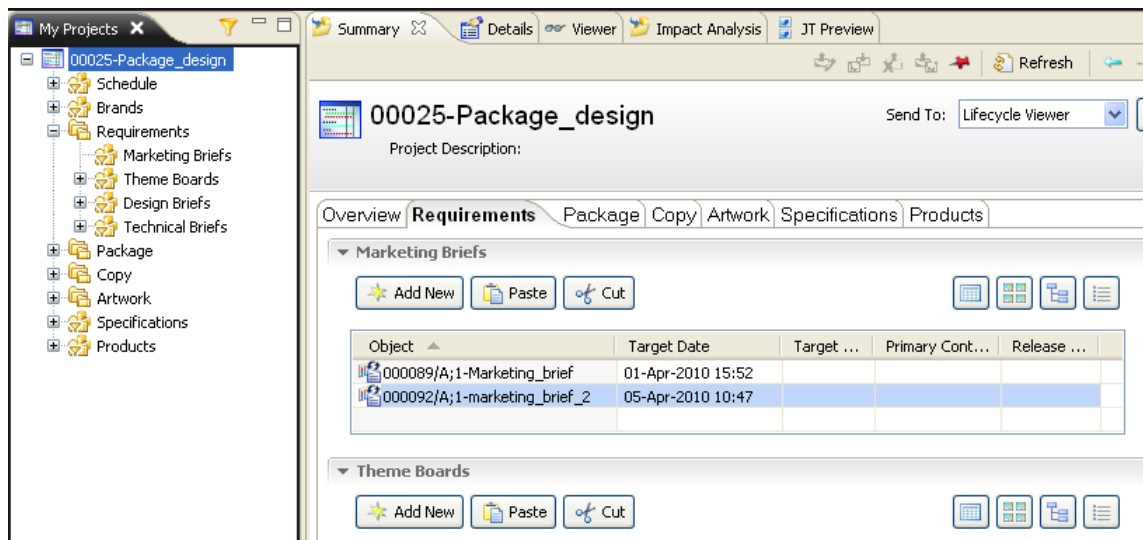 My Projects
Summary Details Viewer Impact Analysis JT Preview
00025-Package_design
Schedule
Brands
Requirements
Marketing Briefs
Theme Boards
Design Briefs
Technical Briefs
Package
Copy
Artwork
Specifications
Products
Refresh
00025-Package_design
Send To: Lifecycle Viewer
Project Description:
Overview Requirements Package Copy Artwork Specifications Products
Marketing Briefs
Add New Paste Cut
Object Target Date Target ... Primary Cont... Release ...
000089/A;1-Marketing_brief 01-Apr-2010 15:52
000092/A;1-marketing_brief_2 05-Apr-2010 10:47
Theme Boards
Add New Paste Cut